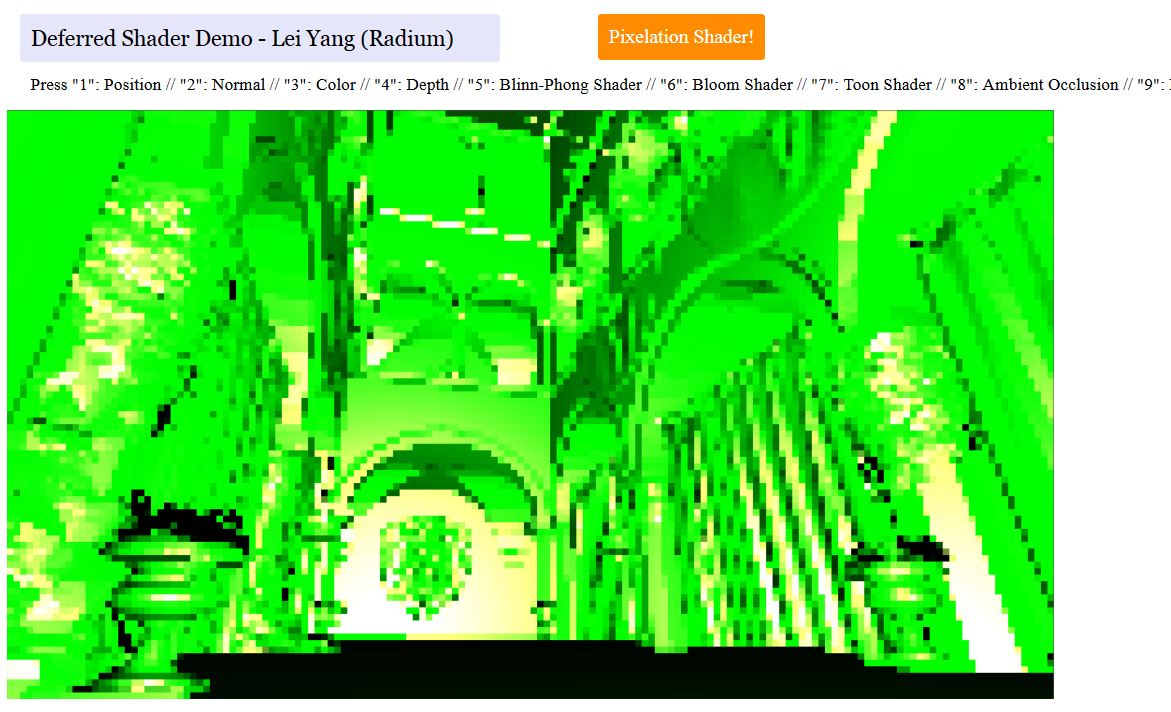 Deferred Shader Demo - Lei Yang (Radium)
Pixelation Shader!
Press "1": Position // "2": Normal // "3": Color // "4": Depth // "5": Blinn-Phong Shader // "6": Bloom Shader // "7": Toon Shader // "8": Ambient Occlusion // "9":